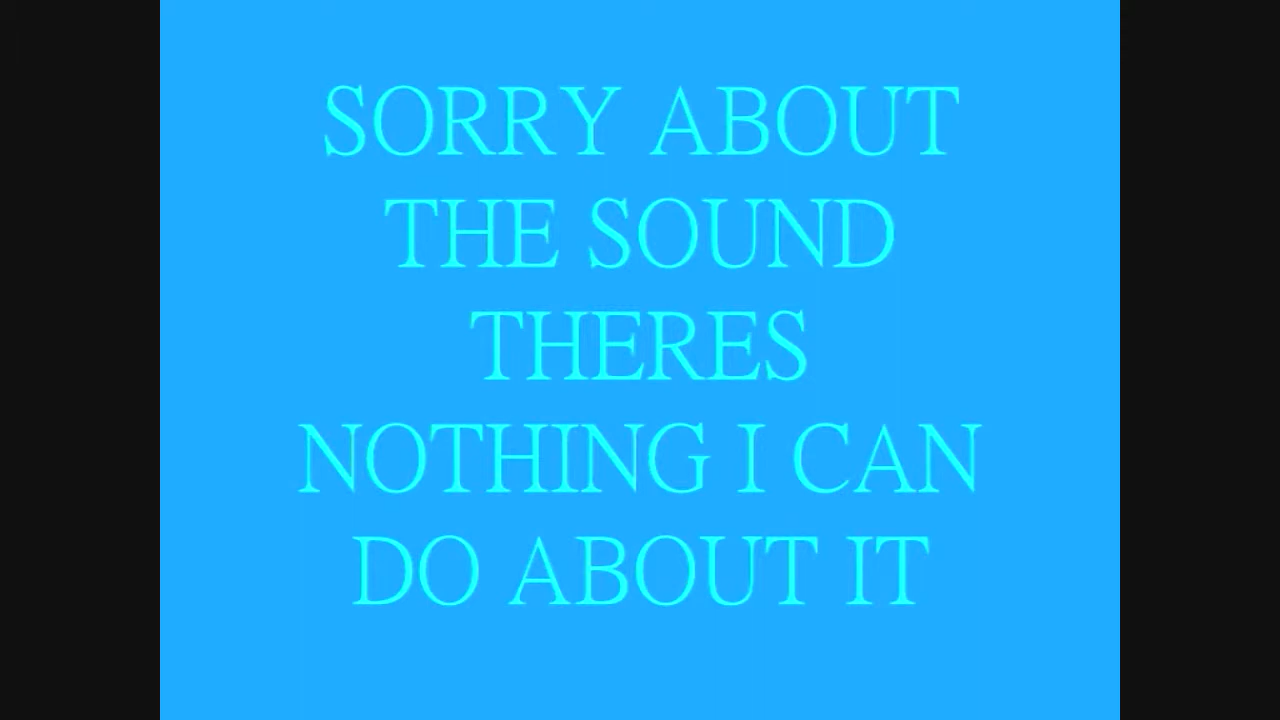 SORRY ABOUT
THE SOUND
THERES
NOTHING I CAN
DO ABOUT IT